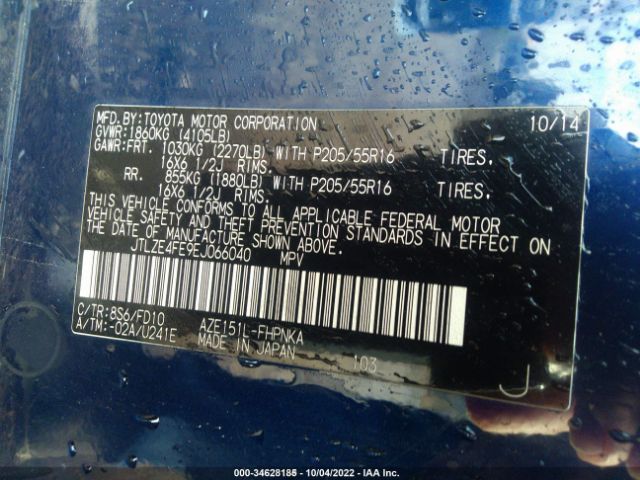 MFD.BY:TOYOTA MOTOR CORPORATION 10/14
GVWR:1860KG (4105LB)
GAWR:FRT. 1030KG (2270LB) WITH P205/55R16 TIRES.
16X6 1/2J RIMS.
RR. 855KG (1880LB) WITH P205/55R16 TIRES.
16X6 1/2J RIMS.
THIS VEHICLE CONFORMS TO ALL APPLICABLE FEDERAL MOTOR
VEHICLE SAFETY AND THEFT PREVENTION STANDARDS IN EFFECT ON
THE DATE OF MANUFACTURE SHOWN ABOVE.
JTLZE4FE9EJ066040 MPV
C/TR:8S6/FD10 AZE151L-FHPNKA
A/TM:-02A/U241E MADE IN JAPAN 103 J
000-34628185 - 10/04/2022 - IAA Inc.